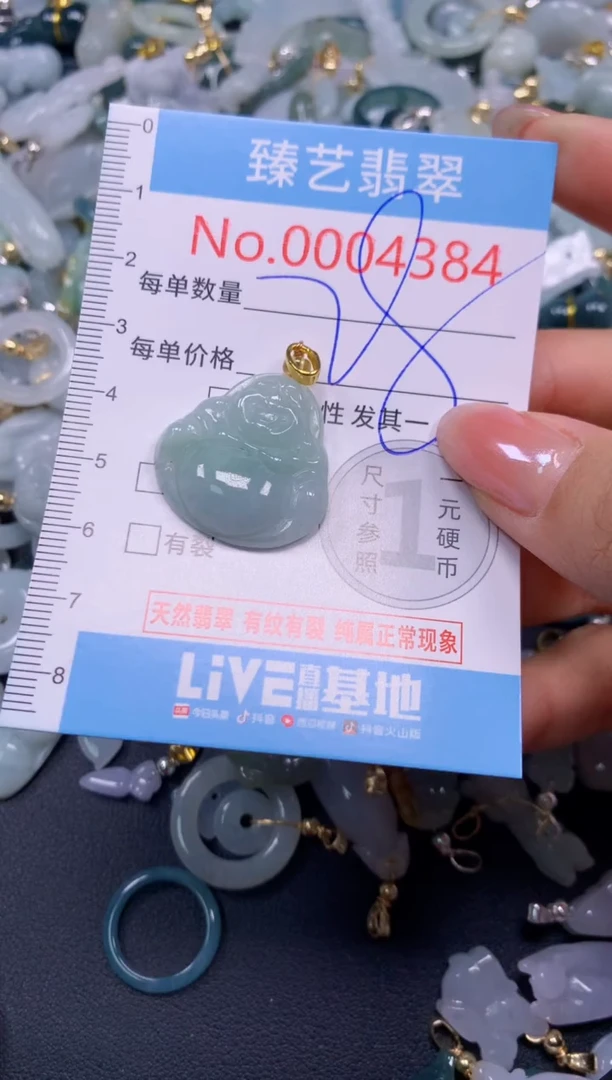 臻艺翡翠
No.0004384
每单数量
每单价格
28
性 发其一
有裂
尺寸参照
1
一元硬币
天然翡翠 有纹有裂 纯属正常现象
LiVE直播基地
今日头条 抖音 西瓜视频 抖音火山版
0
1
2
3
4
5
6
7
8